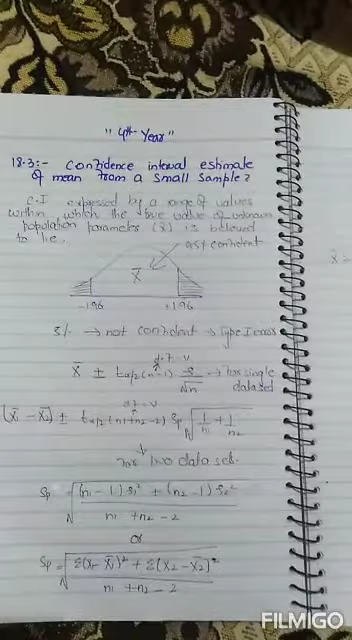 "4th Year"
18.3:- Confidence interval estimate
of mean from a small sample?
C.I expressed by a range of values
within which the true value of unknown
population parameter (x̄) is believed
to lie.
95% confident
X̄
-1.96 +1.96
5% → not confident → Type I error
d.f = v
X̄ ± tα/2 (n-1) s/√n → for single
data set
d.f = v
(X̄₁ - X̄₂) ± tα/2 (n₁+n₂-2) Sp √(1/n₁ + 1/n₂)
↓
for two data set.
Sp √((n₁-1) s₁² + (n₂-1) s₂² / n₁ + n₂ - 2)
or
Sp = √(Σ(X₁ - X̄₁)² + Σ(X₂ - X̄₂)² / n₁ + n₂ - 2)
x̄ =
FILMIGO